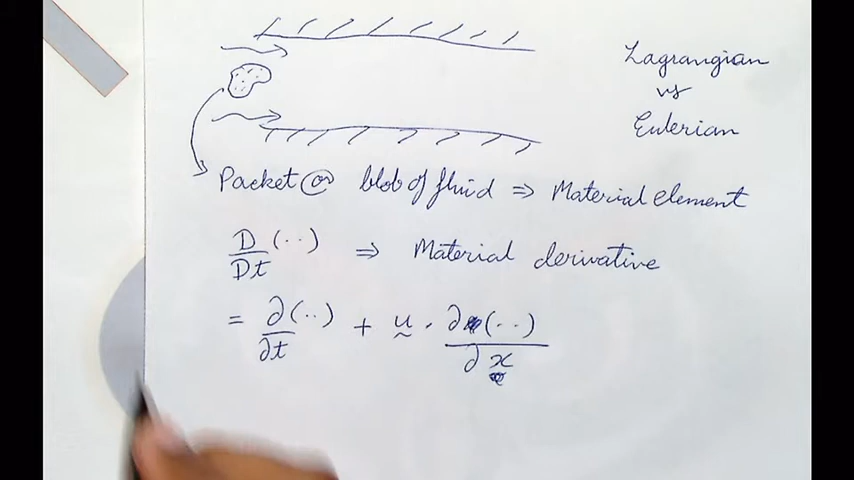 Lagrangian
vs
Eulerian
Packet or blob of fluid ⇒ Material element
D/Dt (..) ⇒ Material derivative
= ∂(..)/∂t + u · ∂(..)/∂x